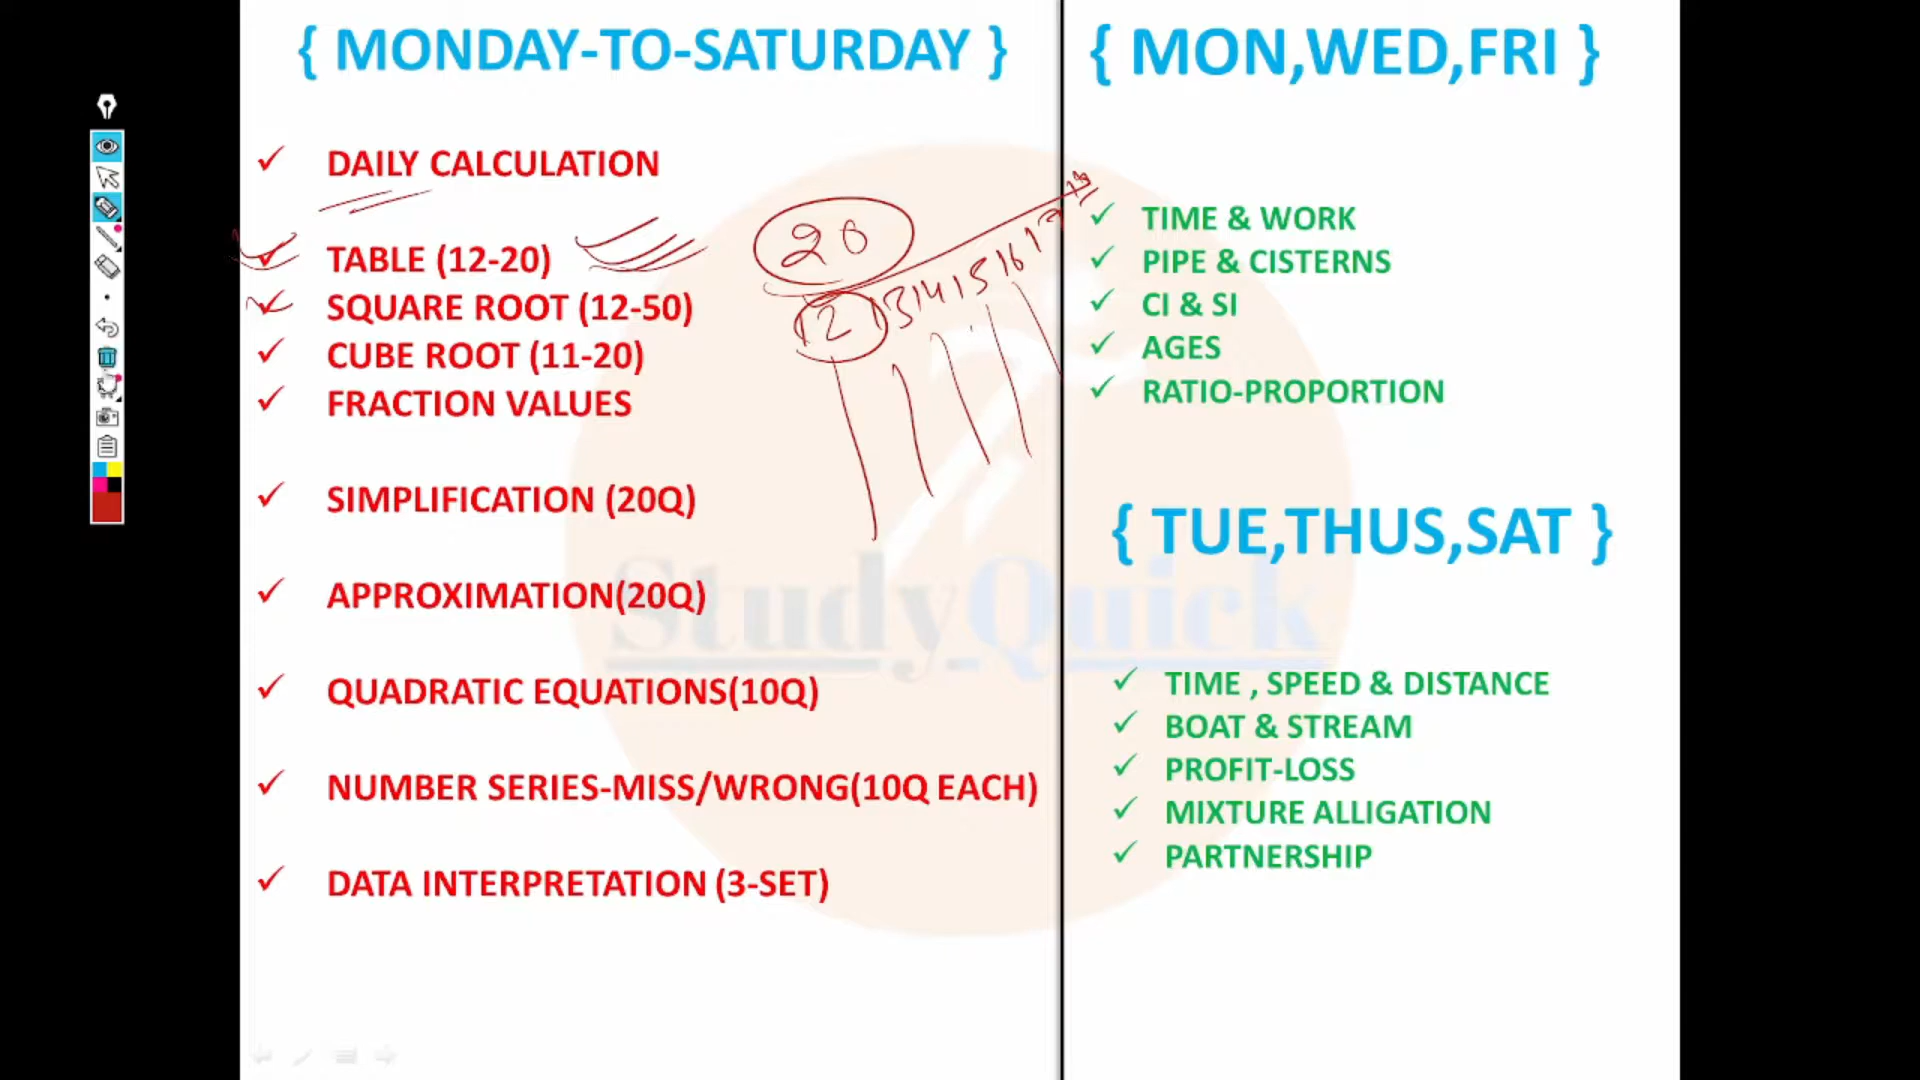 { MONDAY-TO-SATURDAY }
DAILY CALCULATION
TABLE (12-20)
SQUARE ROOT (12-50)
CUBE ROOT (11-20)
FRACTION VALUES
SIMPLIFICATION (20Q)
APPROXIMATION(20Q)
QUADRATIC EQUATIONS(10Q)
NUMBER SERIES-MISS/WRONG(10Q EACH)
DATA INTERPRETATION (3-SET)
20
12 13 14 15 16 17
{ MON,WED,FRI }
TIME & WORK
PIPE & CISTERNS
CI & SI
AGES
RATIO-PROPORTION
{ TUE,THUS,SAT }
TIME , SPEED & DISTANCE
BOAT & STREAM
PROFIT-LOSS
MIXTURE ALLIGATION
PARTNERSHIP
StudyQuick